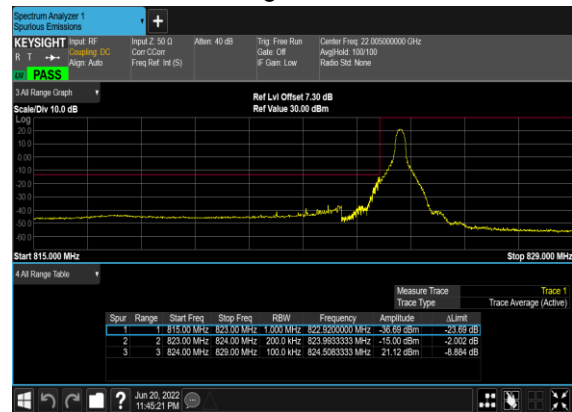 Spectrum Analyzer 1
Spurious Emissions
KEYSIGHT Input: RF Input Z: 50 Ω Atten: 40 dB Trig: Free Run Center Freq: 22.005000000 GHz
R T Coupling: DC Corr CCorr Gate: Off Avg|Hold: 100/100
Align: Auto Freq Ref: Int (S) IF Gain: Low Radio Std: None
PASS
3 All Range Graph
Ref Lvl Offset 7.30 dB
Scale/Div 10.0 dB Ref Value 30.00 dBm
Log
20.0
10.0
0.00
-10.0
-20.0
-30.0
-40.0
-50.0
-60.0
Start 815.000 MHz Stop 829.000 MHz
4 All Range Table
Measure Trace Trace 1
Trace Type Trace Average (Active)
Spur Range Start Freq Stop Freq RBW Frequency Amplitude ΔLimit
1 1 815.00 MHz 823.00 MHz 1.000 MHz 822.9200000 MHz -36.69 dBm -23.69 dB
2 2 823.00 MHz 824.00 MHz 200.0 kHz 823.9933333 MHz -15.00 dBm -2.002 dB
3 3 824.00 MHz 829.00 MHz 100.0 kHz 824.5083333 MHz 21.12 dBm -8.864 dB
? Jun 20, 2022
11:45:21 PM